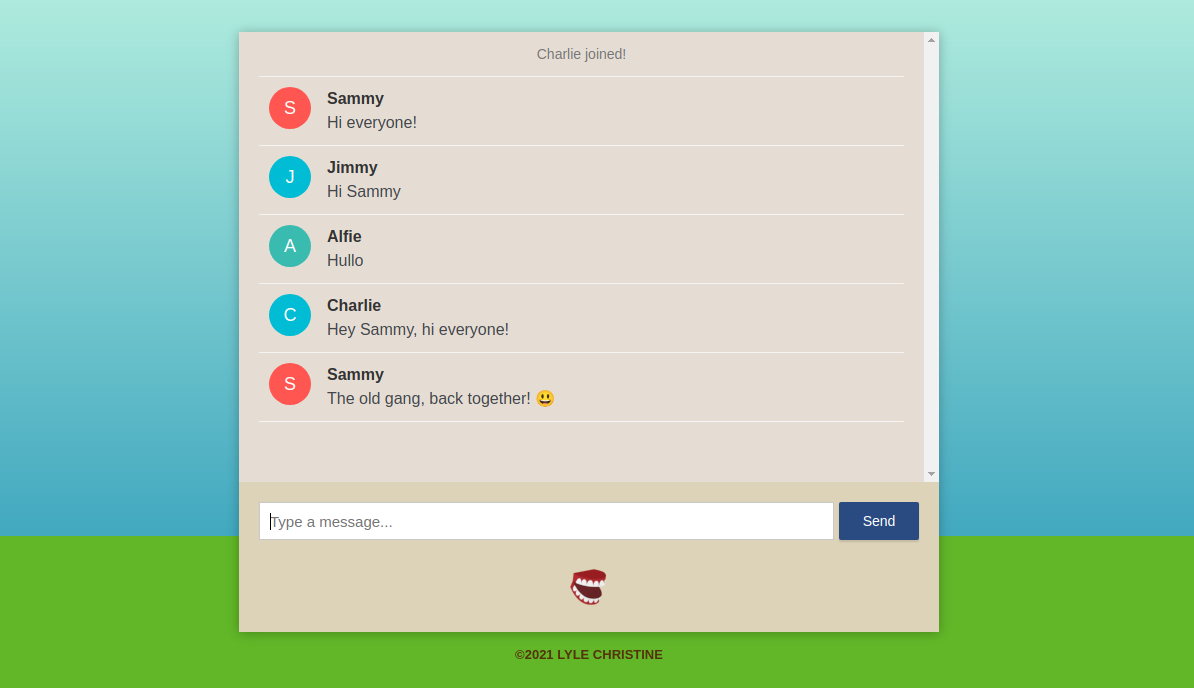 Charlie joined!
S
Sammy
Hi everyone!
J
Jimmy
Hi Sammy
A
Alfie
Hullo
C
Charlie
Hey Sammy, hi everyone!
S
Sammy
The old gang, back together! 😃
Type a message...
Send
©2021 LYLE CHRISTINE